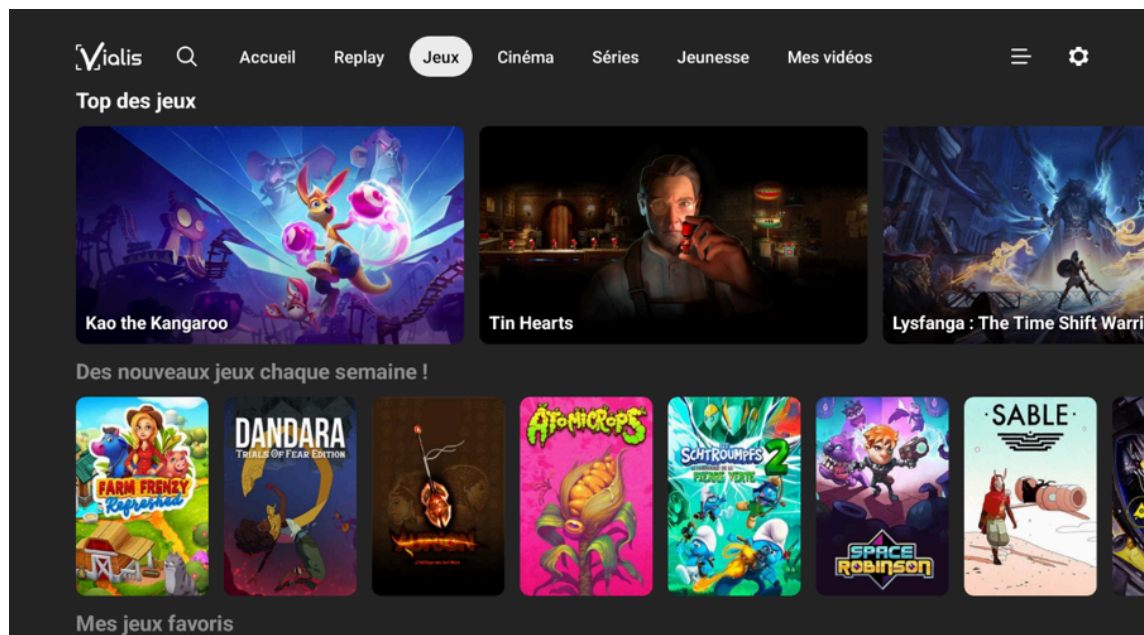 Vialis Accueil Replay Jeux Cinéma Séries Jeunesse Mes vidéos
Top des jeux
Kao the Kangaroo
Tin Hearts
Lysfanga : The Time Shift Warri
Des nouveaux jeux chaque semaine !
FARM FRENZY
Refreshed
DANDARA
TRIALS OF FEAR EDITION
ATOMICROPS
SCHTROUMPFS 2
PIERRE VERTE
SPACE
ROBINSON
·SABLE·
Mes jeux favoris